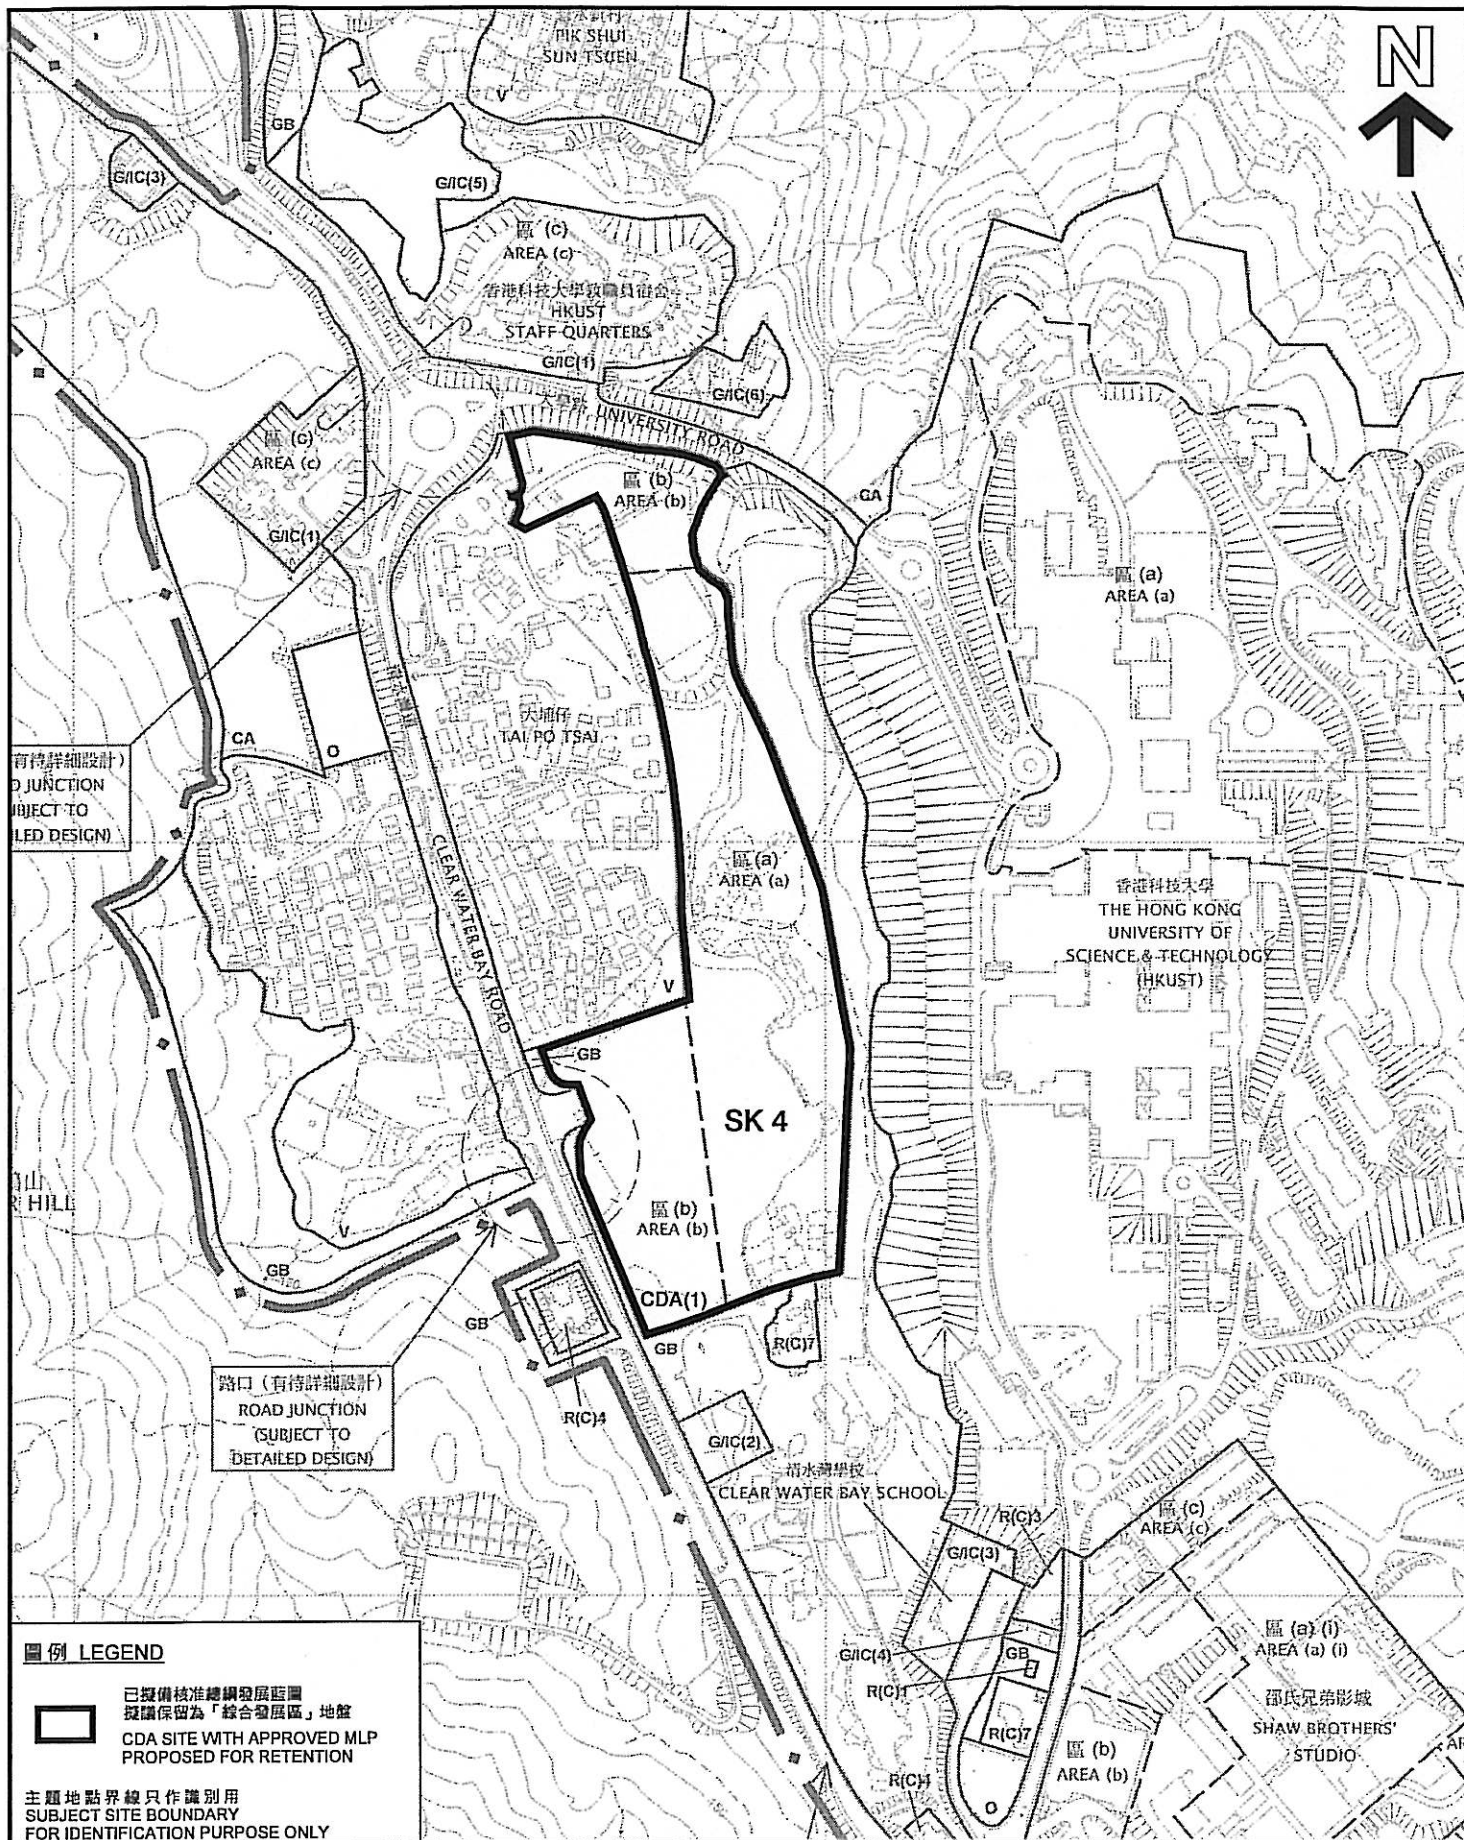 PIK SHUI
SUN TSUEN
V
N
GB
G/IC(3)
G/IC(5)
區 (c)
AREA (c)
香港科技大學教職員宿舍
HKUST
STAFF QUARTERS
G/IC(1)
G/IC(6)
大學路 UNIVERSITY ROAD
區 (c)
AREA (c)
G/IC(1)
區 (b)
AREA (b)
CA
區 (a)
AREA (a)
大埔仔
TAI PO TSAI
CA
O
有待詳細設計)
D JUNCTION
UBJECT TO
ILED DESIGN)
CLEAR WATER BAY ROAD
區 (a)
AREA (a)
香港科技大學
THE HONG KONG
UNIVERSITY OF
SCIENCE & TECHNOLOGY
(HKUST)
V
GB
SK 4
山
R HILL
區 (b)
AREA (b)
V
GB
CDA(1)
GB
GB
R(C)7
路口 (有待詳細設計)
ROAD JUNCTION
(SUBJECT TO
DETAILED DESIGN)
R(C)4
G/IC(2)
清水灣學校
CLEAR WATER BAY SCHOOL
R(C)3
區 (c)
AREA (c)
G/IC(3)
G/IC(4)
GB
R(C)1
R(C)7
區 (a) (i)
AREA (a) (i)
邵氏兄弟影城
SHAW BROTHERS'
STUDIO
AR
區 (b)
AREA (b)
R(C)1
O
圖例 LEGEND
已擬備核准總綱發展藍圖
擬議保留為「綜合發展區」地盤
CDA SITE WITH APPROVED MLP
PROPOSED FOR RETENTION
主題地點界線只作識別用
SUBJECT SITE BOUNDARY
FOR IDENTIFICATION PURPOSE ONLY